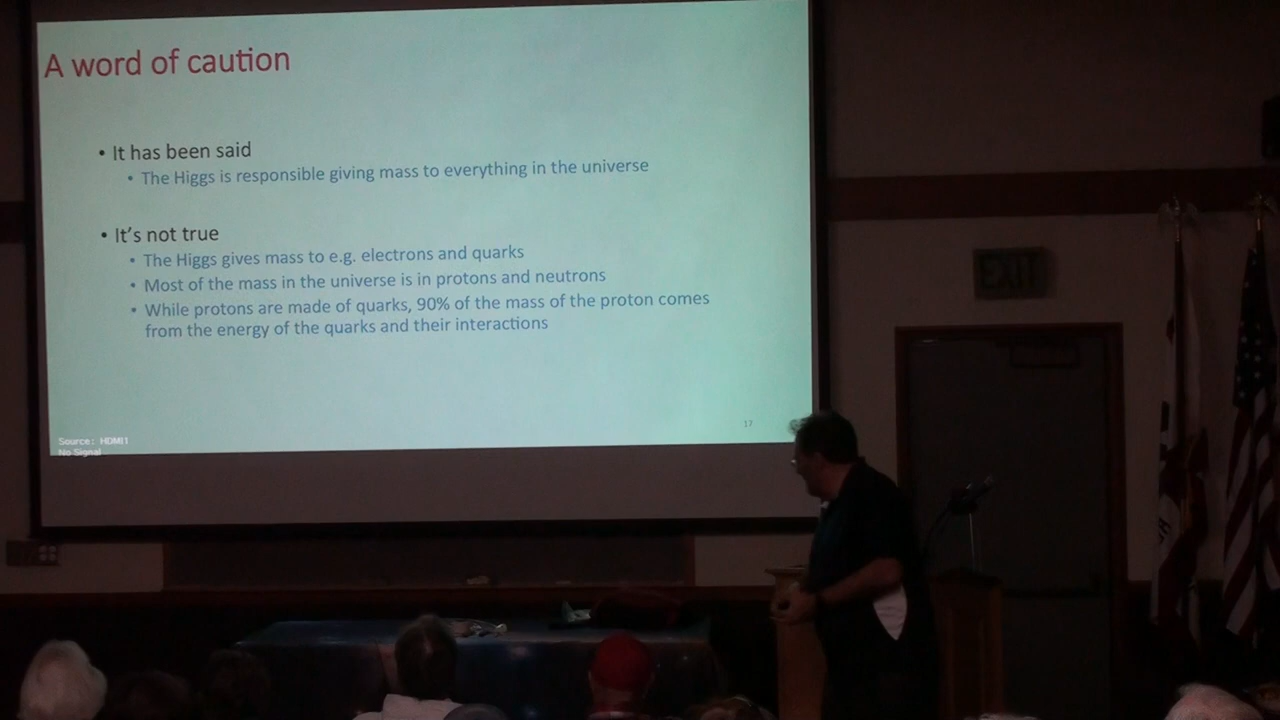 A word of caution
• It has been said
• The Higgs is responsible giving mass to everything in the universe
• It's not true
• The Higgs gives mass to e.g. electrons and quarks
• Most of the mass in the universe is in protons and neutrons
• While protons are made of quarks, 90% of the mass of the proton comes
from the energy of the quarks and their interactions
17
Source: HDMI1
No Signal
EXIT